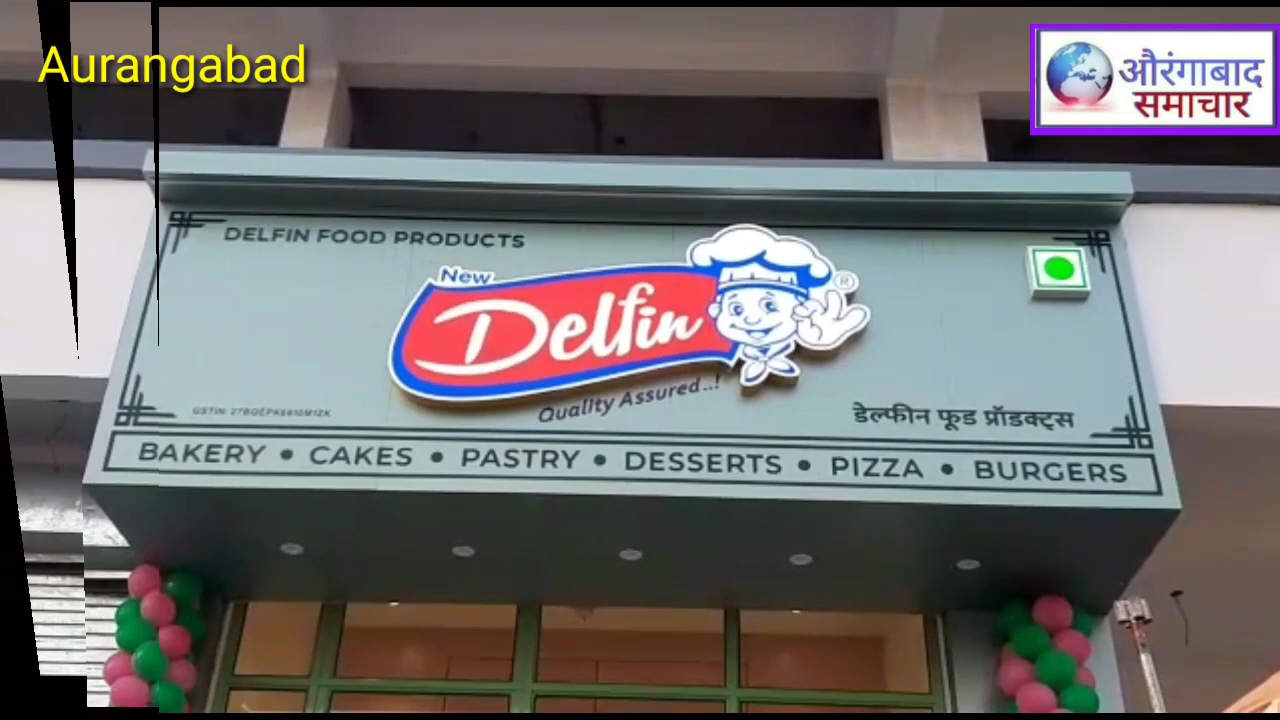 Aurangabad
औरंगाबाद
समाचार
DELFIN FOOD PRODUCTS
New
Delfin
®
Quality Assured..!
डेल्फीन फूड प्रॉडक्ट्स
BAKERY • CAKES • PASTRY • DESSERTS • PIZZA • BURGERS